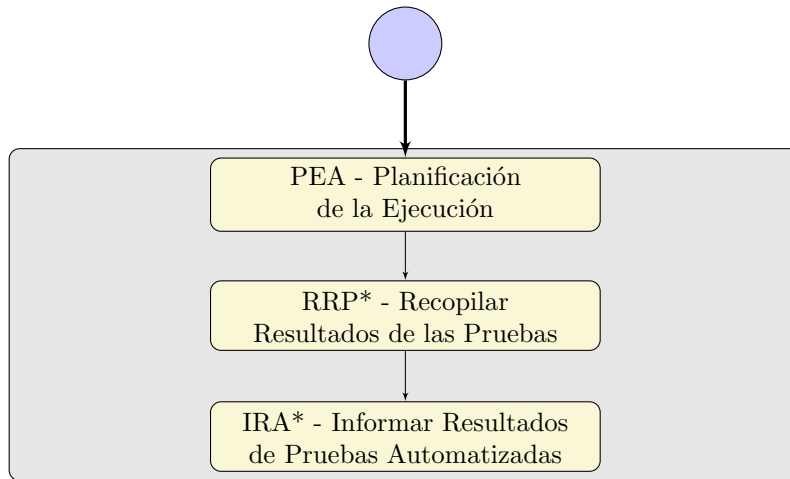 PEA - Planificación
de la Ejecución
RRP* - Recopilar
Resultados de las Pruebas
IRA* - Informar Resultados
de Pruebas Automatizadas